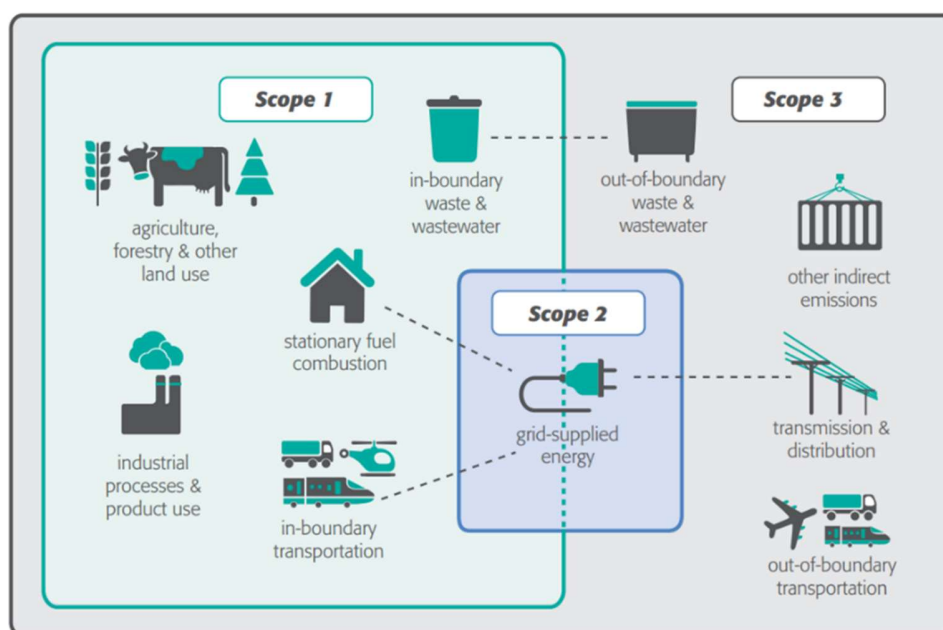 Scope 1
Scope 3
in-boundary
waste &
wastewater
out-of-boundary
waste &
wastewater
agriculture,
forestry & other
land use
other indirect
emissions
Scope 2
stationary fuel
combustion
grid-supplied
energy
transmission &
distribution
industrial
processes &
product use
in-boundary
transportation
out-of-boundary
transportation